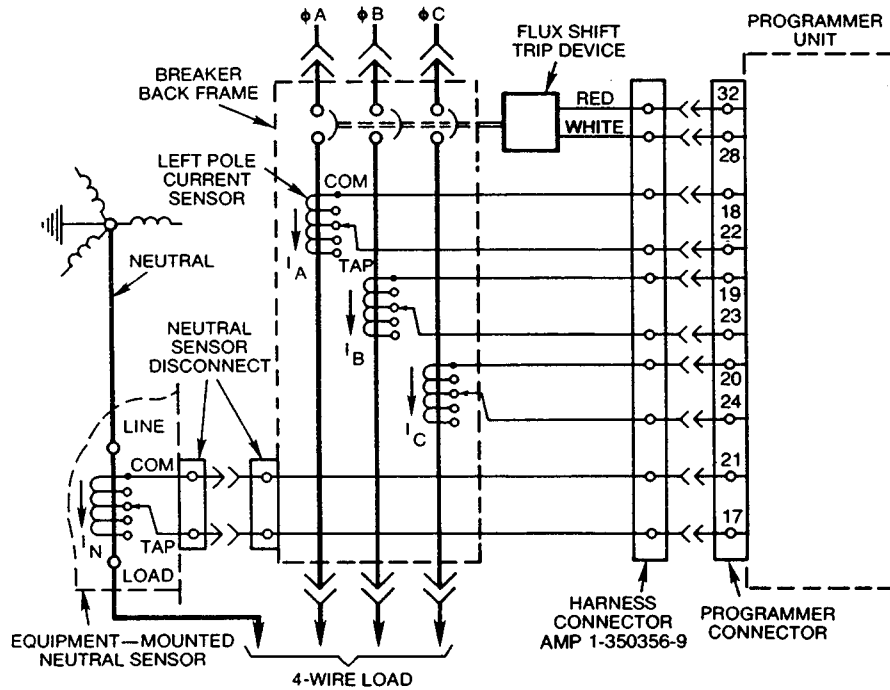 ϕA
ϕB
ϕC
FLUX SHIFT
TRIP DEVICE
PROGRAMMER
UNIT
BREAKER
BACK FRAME
RED
WHITE
32
28
LEFT POLE
CURRENT
SENSOR
COM
TAP
I A
18
22
NEUTRAL
I B
19
23
NEUTRAL
SENSOR
DISCONNECT
I C
20
24
LINE
COM
21
I N
TAP
17
LOAD
EQUIPMENT—MOUNTED
NEUTRAL SENSOR
4-WIRE LOAD
HARNESS
CONNECTOR
AMP 1-350356-9
PROGRAMMER
CONNECTOR